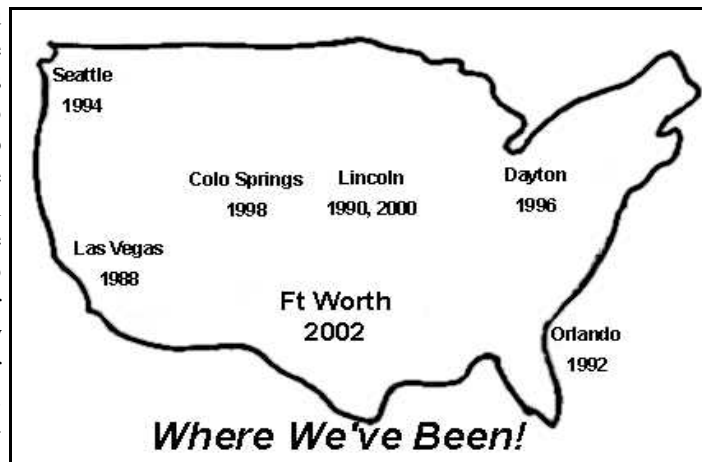 Seattle
1994
Colo Springs
1998
Lincoln
1990, 2000
Dayton
1996
Las Vegas
1988
Ft Worth
2002
Orlando
1992
Where We've Been!